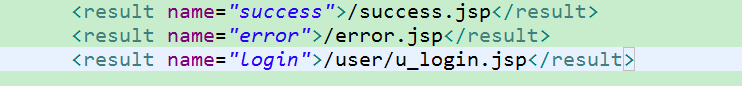 <result name="success">/success.jsp</result>
<result name="error">/error.jsp</result>
<result name="login">/user/u_login.jsp</result>